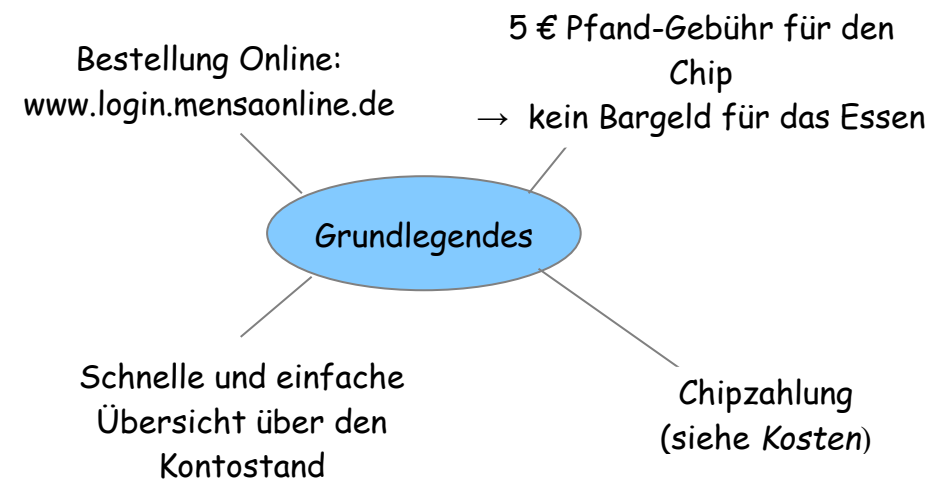 Bestellung Online:
www.login.mensaonline.de
5 € Pfand-Gebühr für den
Chip
→ kein Bargeld für das Essen
Grundlegendes
Schnelle und einfache
Übersicht über den
Kontostand
Chipzahlung
(siehe Kosten)